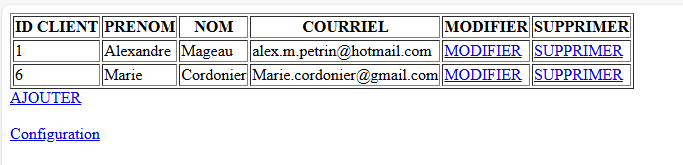 ID CLIENT PRENOM NOM COURRIEL MODIFIER SUPPRIMER
1 Alexandre Mageau alex.m.petrin@hotmail.com MODIFIER SUPPRIMER
6 Marie Cordonier Marie.cordonier@gmail.com MODIFIER SUPPRIMER
AJOUTER
Configuration